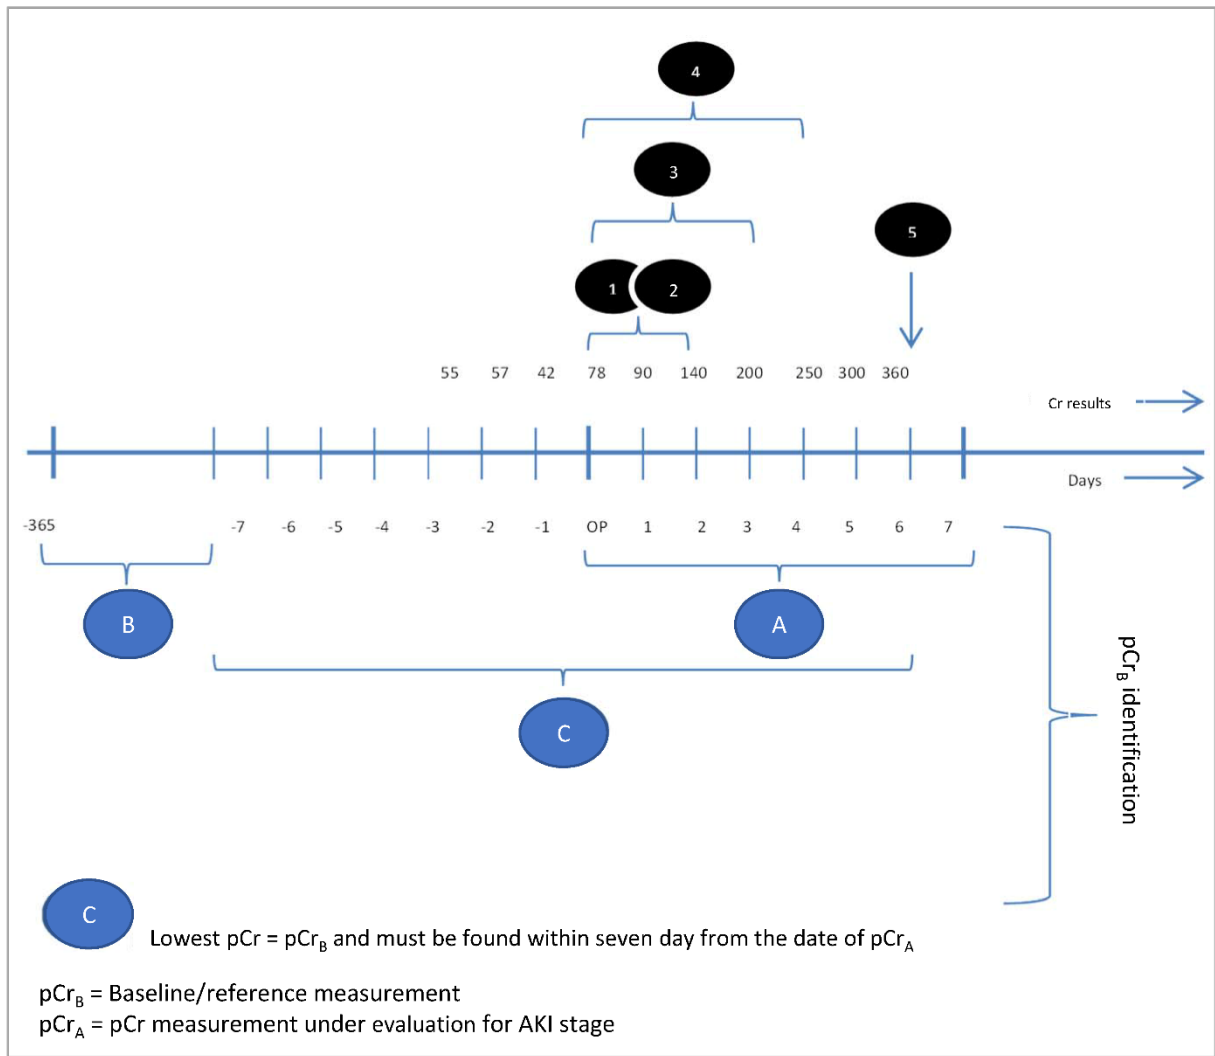 4
3
5
1 2
55 57 42 78 90 140 200 250 300 360
Cr results
Days
-365 -7 -6 -5 -4 -3 -2 -1 OP 1 2 3 4 5 6 7
B
A
C
pCrB identification
C
Lowest pCr = pCrB and must be found within seven day from the date of pCrA
pCrB = Baseline/reference measurement
pCrA = pCr measurement under evaluation for AKI stage